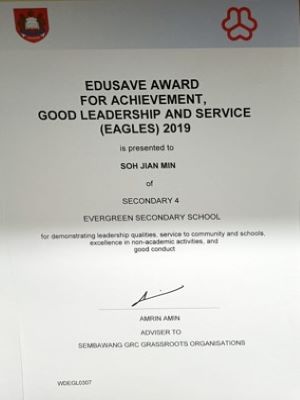 EDUSAVE AWARD
FOR ACHIEVEMENT,
GOOD LEADERSHIP AND SERVICE
(EAGLES) 2019
is presented to
SOH JIAN MIN
of
SECONDARY 4
EVERGREEN SECONDARY SCHOOL
for demonstrating leadership qualities, service to community and schools,
excellence in non-academic activities, and
good conduct
AMRIN AMIN
ADVISER TO
SEMBAWANG GRC GRASSROOTS ORGANISATIONS
WDEGL0307